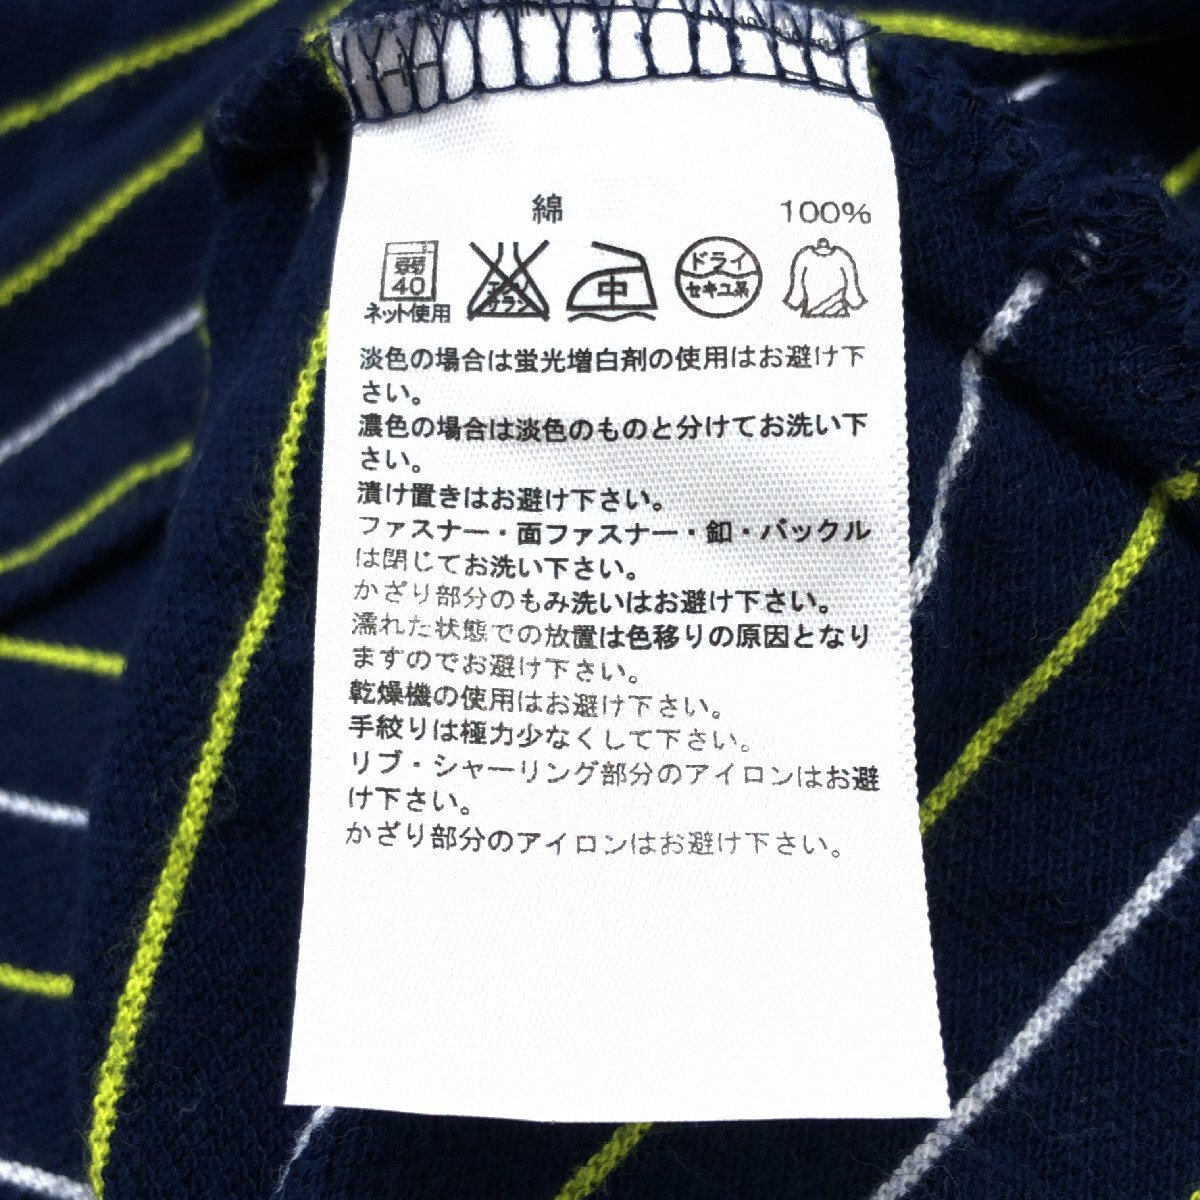 綿 100%
弱 40 エンソサラシ 中 ドライ セキユ系
ネット使用
淡色の場合は蛍光増白剤の使用はお避け下
さい。
濃色の場合は淡色のものと分けてお洗い下
さい。
漬け置きはお避け下さい。
ファスナー・面ファスナー・釦・バックル
は閉じてお洗い下さい。
かざり部分のもみ洗いはお避け下さい。
濡れた状態での放置は色移りの原因となり
ますのでお避け下さい。
乾燥機の使用はお避け下さい。
手絞りは極力少なくして下さい。
リブ・シャーリング部分のアイロンはお避
け下さい。
かざり部分のアイロンはお避け下さい。